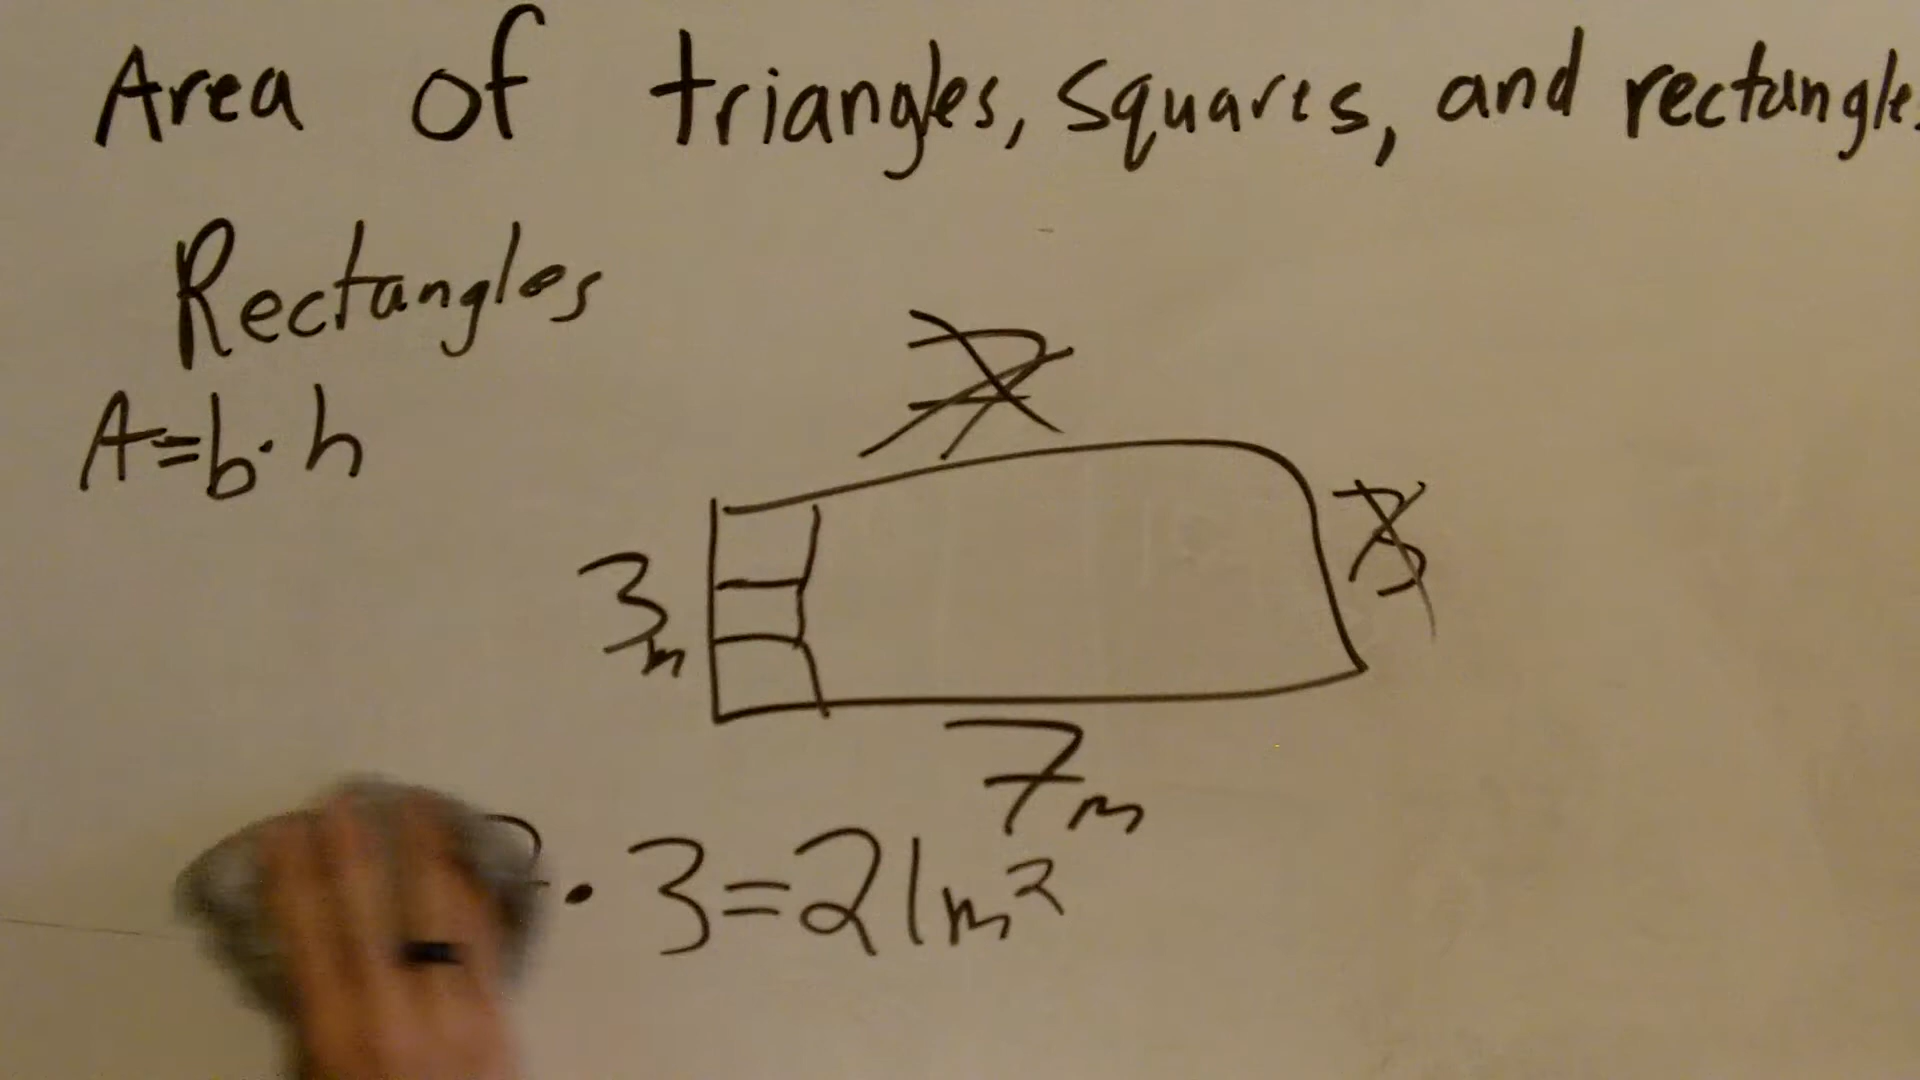 Area of triangles, squares, and rectangles
Rectangles
A=b·h
3m
7m
· 3=21m²